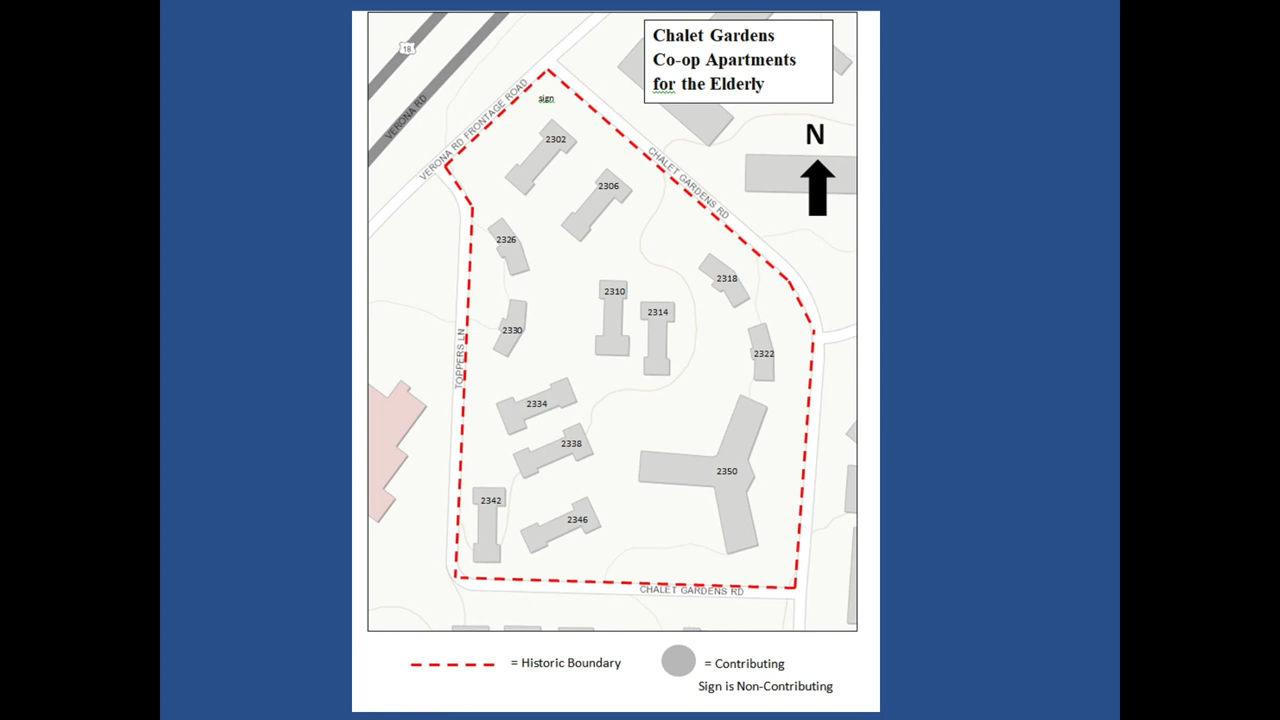 Chalet Gardens
Co-op Apartments
for the Elderly
18
VERONA RD
VERONA RD FRONTAGE ROAD
sign
2302
N
CHALET GARDENS RD
2306
2326
2318
2310
2314
2330
2322
TOPPERS LN
2334
2338
2350
2342
2346
CHALET GARDENS RD
= Historic Boundary
= Contributing
Sign is Non-Contributing